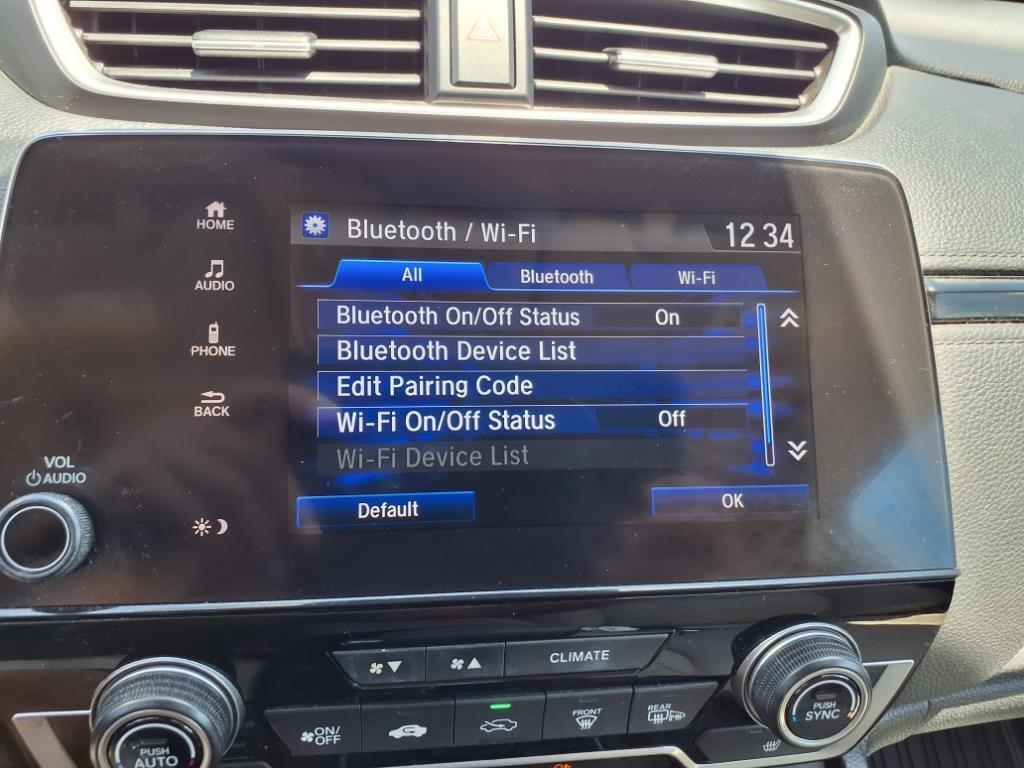 HOME
AUDIO
PHONE
BACK
VOL
AUDIO
Bluetooth / Wi-Fi 12 34
All Bluetooth Wi-Fi
Bluetooth On/Off Status On
Bluetooth Device List
Edit Pairing Code
Wi-Fi On/Off Status Off
Wi-Fi Device List
Default OK
CLIMATE
ON/
OFF
FRONT
REAR
PUSH
AUTO
PUSH
SYNC